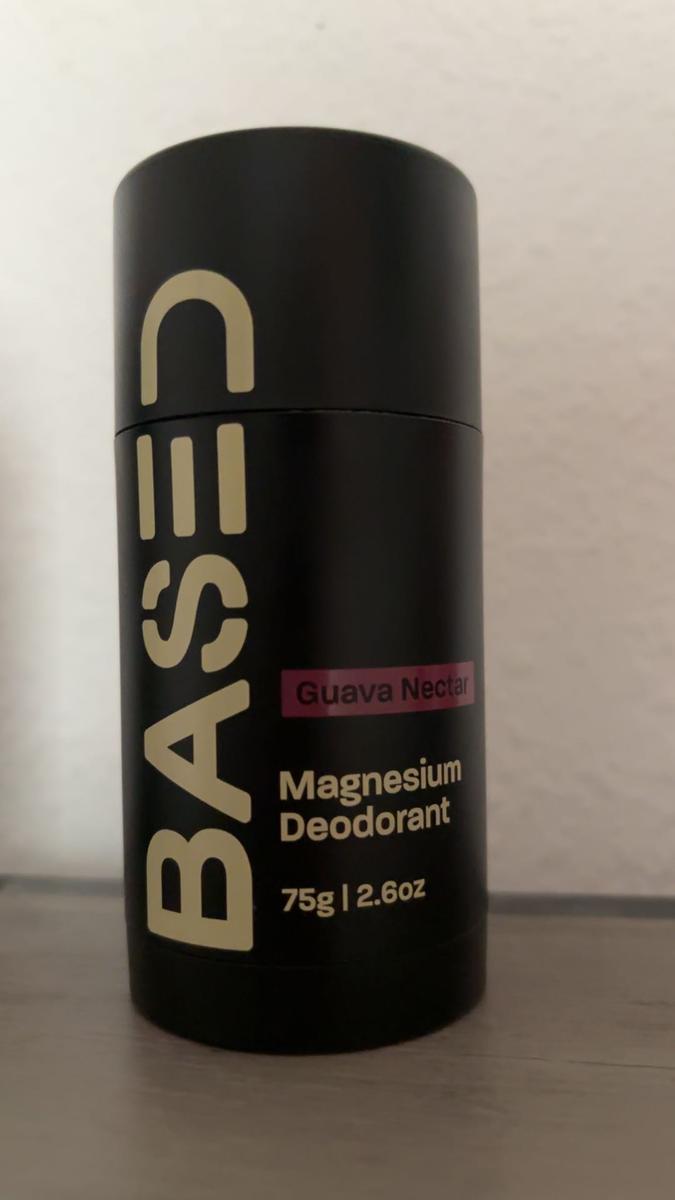 BASED
Guava Nectar
Magnesium
Deodorant
75g | 2.6oz